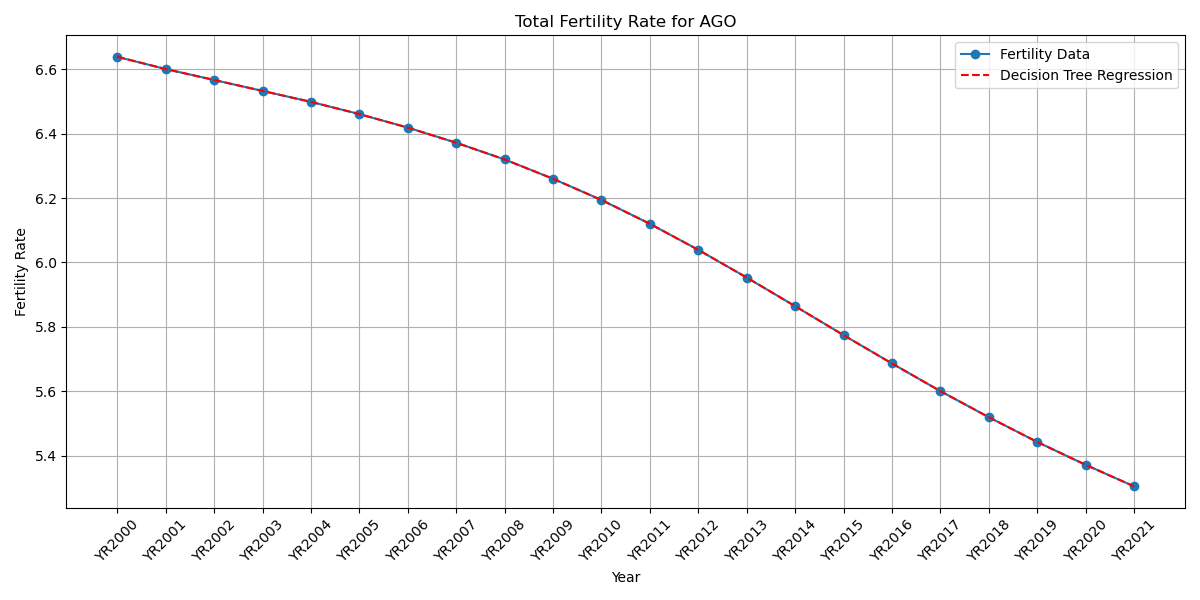 Total Fertility Rate for AGO
Fertility Data
Decision Tree Regression
Fertility Rate
6.6
6.4
6.2
6.0
5.8
5.6
5.4
YR2000
YR2001
YR2002
YR2003
YR2004
YR2005
YR2006
YR2007
YR2008
YR2009
YR2010
YR2011
YR2012
YR2013
YR2014
YR2015
YR2016
YR2017
YR2018
YR2019
YR2020
YR2021
Year